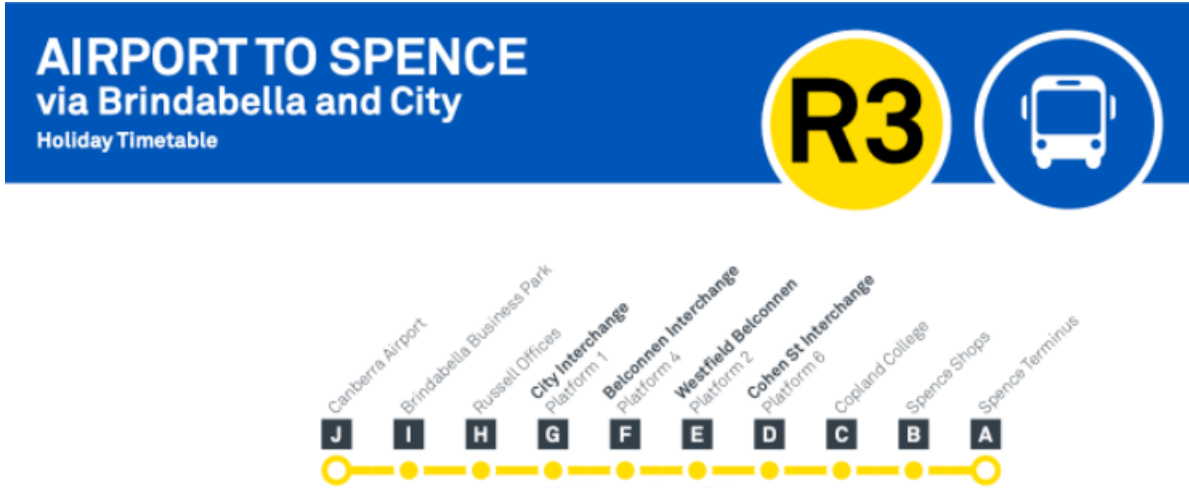 AIRPORT TO SPENCE
via Brindabella and City
Holiday Timetable
R3
Canberra Airport
Brindabella Business Park
Russell Offices
City Interchange
Platform 1
Belconnen Interchange
Platform 4
Westfield Belconnen
Platform 2
Cohen St Interchange
Platform 6
Copland College
Spence Shops
Spence Terminus
J I H G F E D C B A